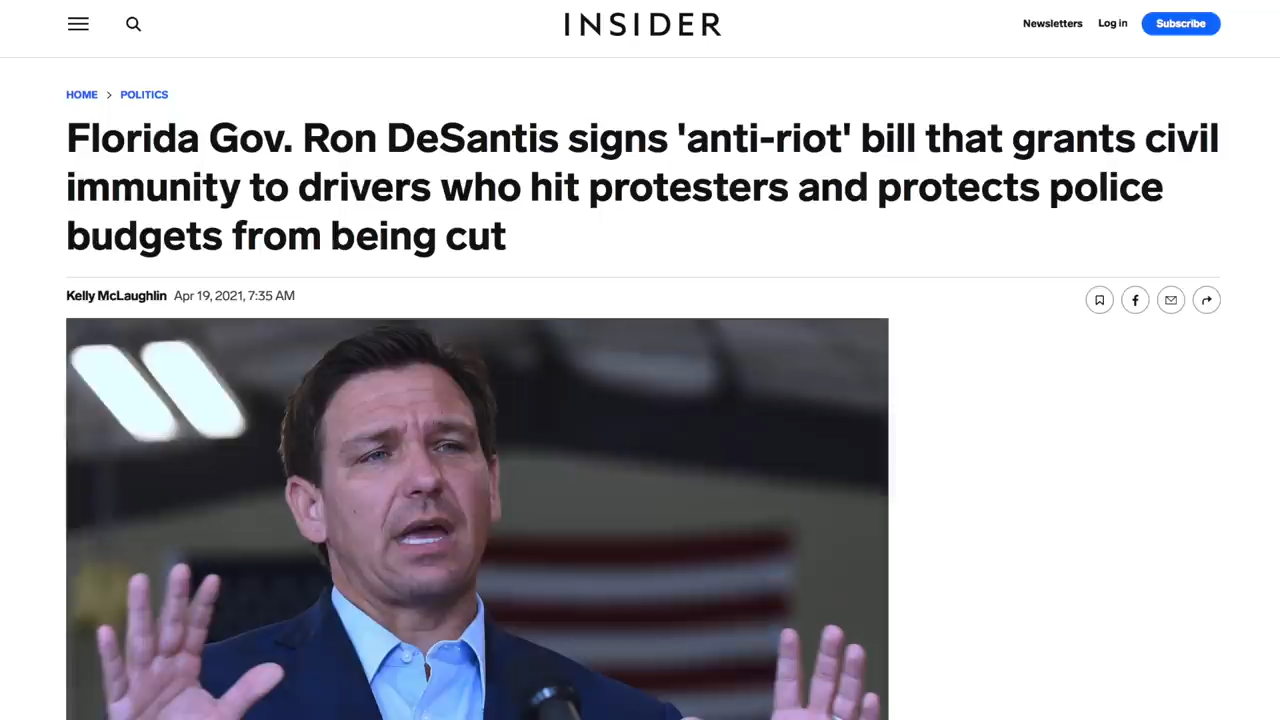 INSIDER
Newsletters Log in Subscribe
HOME > POLITICS
Florida Gov. Ron DeSantis signs 'anti-riot' bill that grants civil
immunity to drivers who hit protesters and protects police
budgets from being cut
Kelly McLaughlin Apr 19, 2021, 7:35 AM